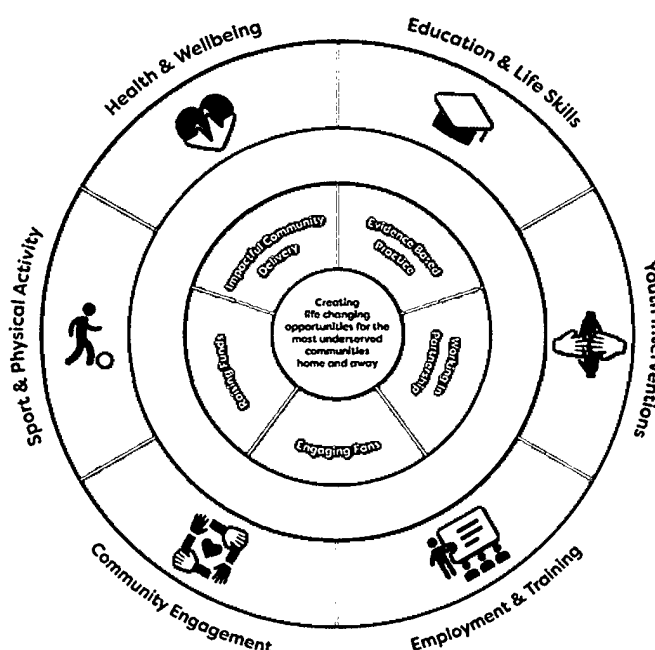 Health & Wellbeing
Education & Life Skills
Sport & Physical Activity
Youth Interventions
Community Engagement
Employment & Training
Impactful Community
Delivery
Evidence Based
Practice
Raising Funds
Working in
Partnership
Engaging Fans
Creating
life changing
opportunities for the
most underserved
communities
home and away